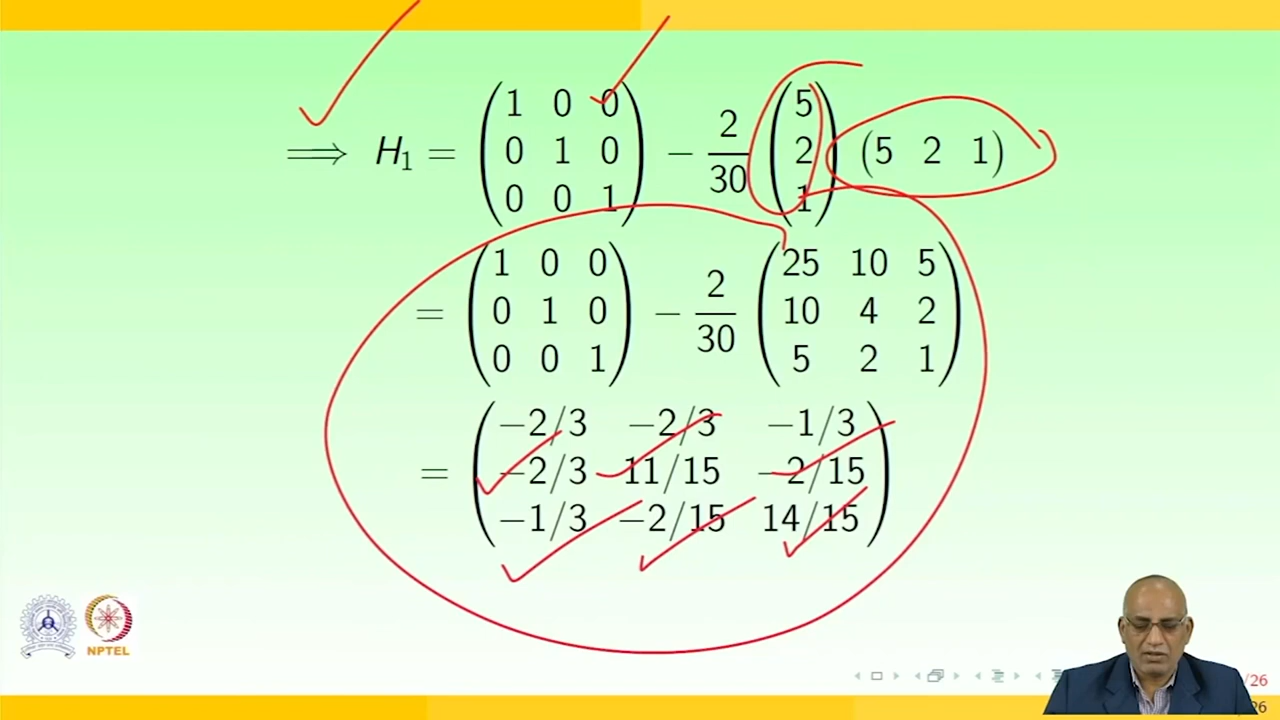 ⟹ H₁ = (1 0 0; 0 1 0; 0 0 1) − 2/30 (5; 2; 1) (5 2 1)
= (1 0 0; 0 1 0; 0 0 1) − 2/30 (25 10 5; 10 4 2; 5 2 1)
= (−2/3 −2/3 −1/3; −2/3 11/15 −2/15; −1/3 −2/15 14/15)
NPTEL
/26
26